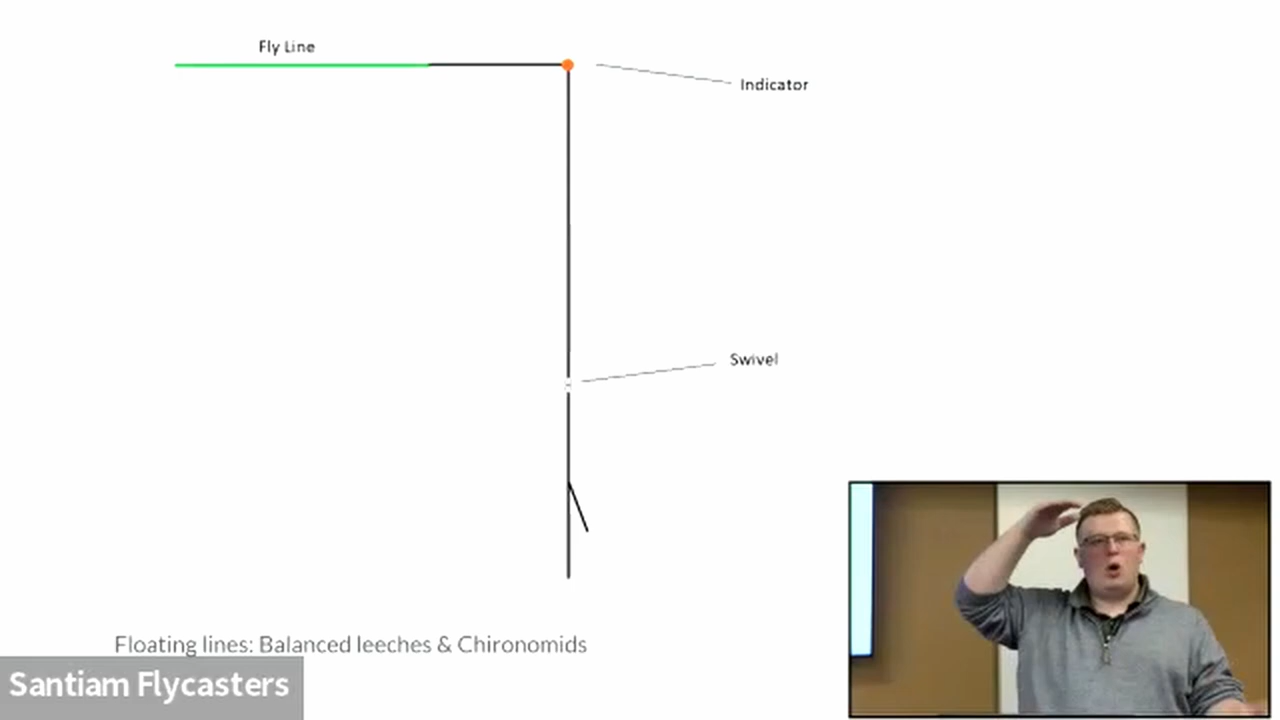 Fly Line
Indicator
Swivel
Floating lines: Balanced leeches & Chironomids
Santiam Flycasters